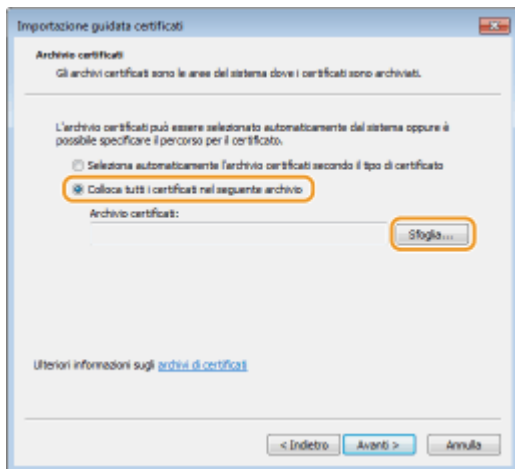 Importazione guidata certificati
Archivio certificati
Gli archivi certificati sono le aree del sistema dove i certificati sono archiviati.
L'archivio certificati può essere selezionato automaticamente dal sistema oppure è
possibile specificare il percorso per il certificato.
Seleziona automaticamente l'archivio certificati secondo il tipo di certificato
Colloca tutti i certificati nel seguente archivio
Archivio certificati:
Sfoglia...
Ulteriori informazioni sugli archivi di certificati
< Indietro
Avanti >
Annulla